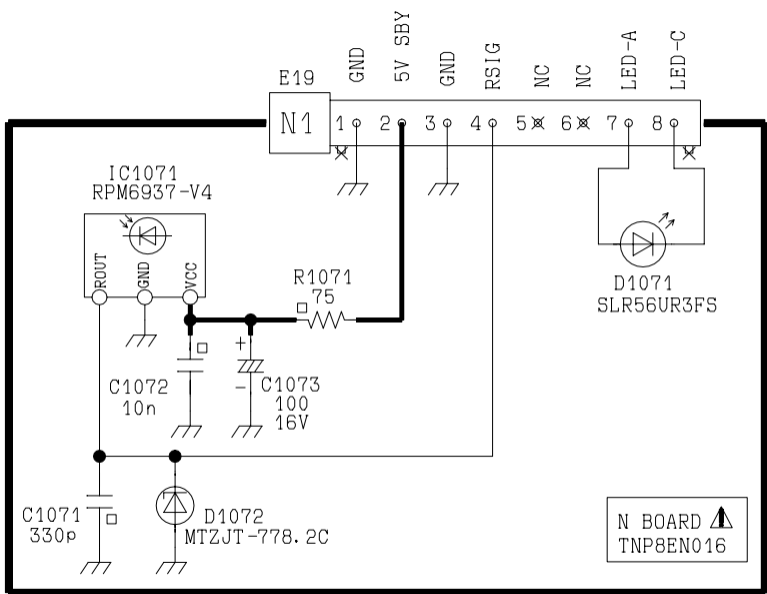 E19
N1
GND
5V SBY
GND
RSIG
NC
NC
LED-A
LED-C
1 2 3 4 5 6 7 8
IC1071
RPM6937-V4
ROUT
GND
VCC
R1071
75
D1071
SLR56UR3FS
C1072
10n
+
-
C1073
100
16V
C1071
330p
D1072
MTZJT-778.2C
N BOARD
TNP8EN016